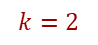 k = 2